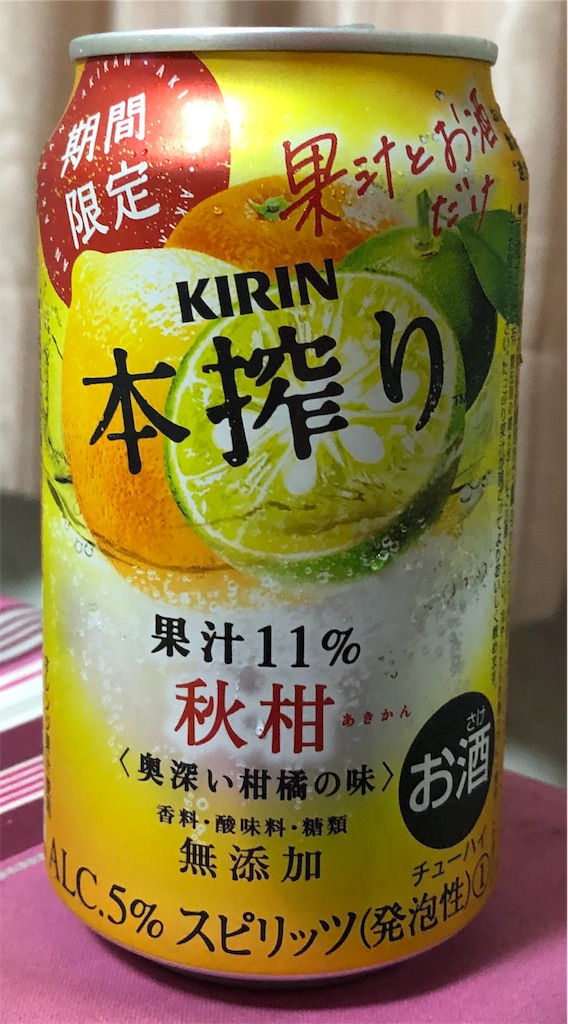 期間
限定
果汁とお酒
だけ
KIRIN
本搾り
果汁11%
秋柑
あきかん
〈奥深い柑橘の味〉
さけ
お酒
香料・酸味料・糖類
無添加
チューハイ
ALC.5% スピリッツ(発泡性)①